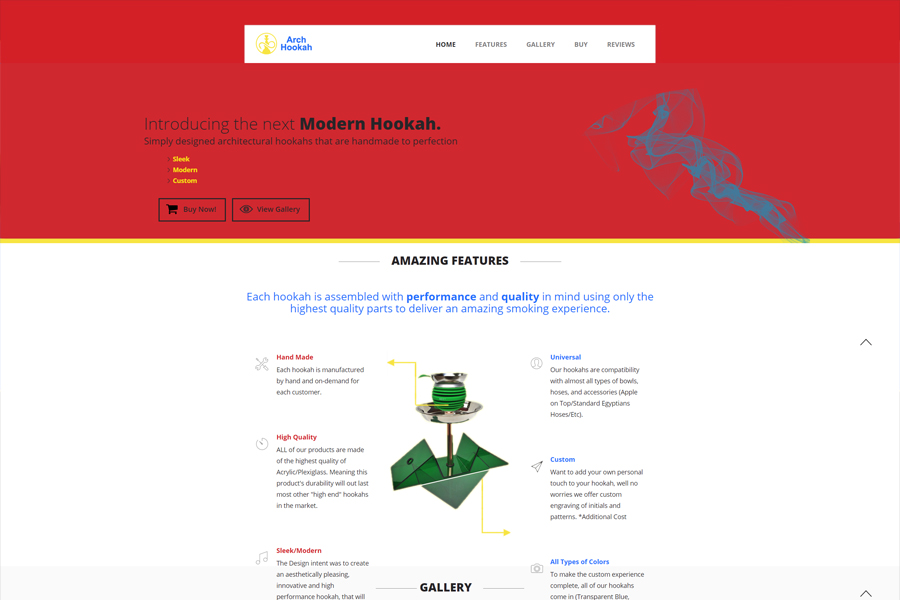 Arch
Hookah
HOME
FEATURES
GALLERY
BUY
REVIEWS
Introducing the next Modern Hookah.
Simply designed architectural hookahs that are handmade to perfection
Sleek
Modern
Custom
Buy Now!
View Gallery
AMAZING FEATURES
Each hookah is assembled with performance and quality in mind using only the
highest quality parts to deliver an amazing smoking experience.
Hand Made
Each hookah is manufactured
by hand and on-demand for
each customer.
High Quality
ALL of our products are made
of the highest quality of
Acrylic/Plexiglass. Meaning this
product's durability will out last
most other "high end" hookahs
in the market.
Sleek/Modern
The Design intent was to create
an aesthetically pleasing,
innovative and high
performance hookah, that will
Universal
Our hookahs are compatibility
with almost all types of bowls,
hoses, and accessories (Apple
on Top/Standard Egyptians
Hoses/Etc).
Custom
Want to add your own personal
touch to your hookah, well no
worries we offer custom
engraving of initials and
patterns. *Additional Cost
All Types of Colors
To make the custom experience
complete, all of our hookahs
come in (Transparent Blue,
GALLERY